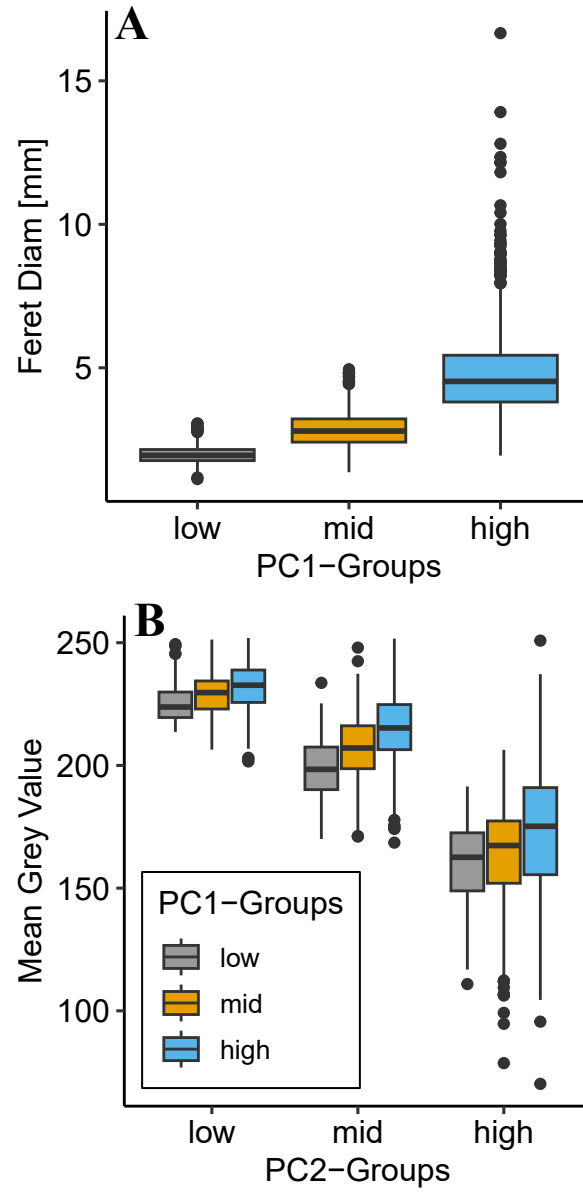 A
Feret Diam [mm]
15
10
5
low mid high
PC1−Groups
B
Mean Grey Value
250
200
150
100
PC1−Groups
low
mid
high
low mid high
PC2−Groups